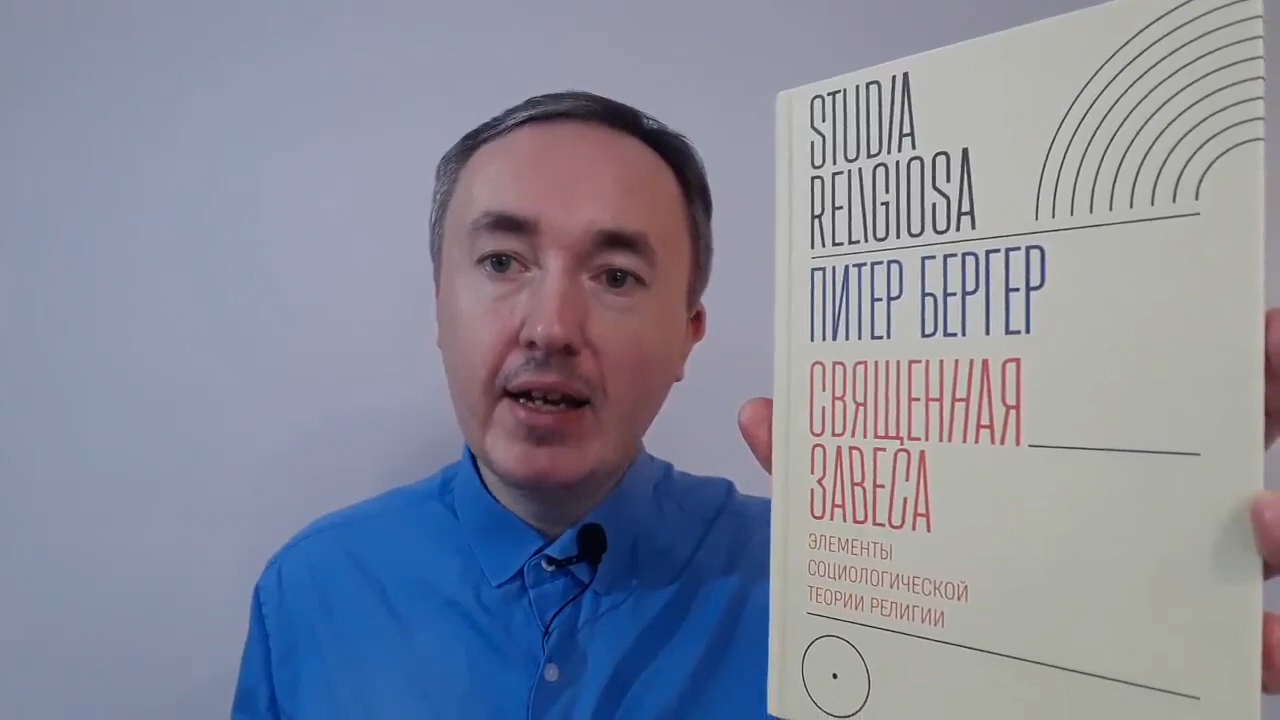 STUDIA
RELIGIOSA
ПИТЕР БЕРГЕР
СВЯЩЕННАЯ
ЗАВЕСА
ЭЛЕМЕНТЫ
СОЦИОЛОГИЧЕСКОЙ
ТЕОРИИ РЕЛИГИИ